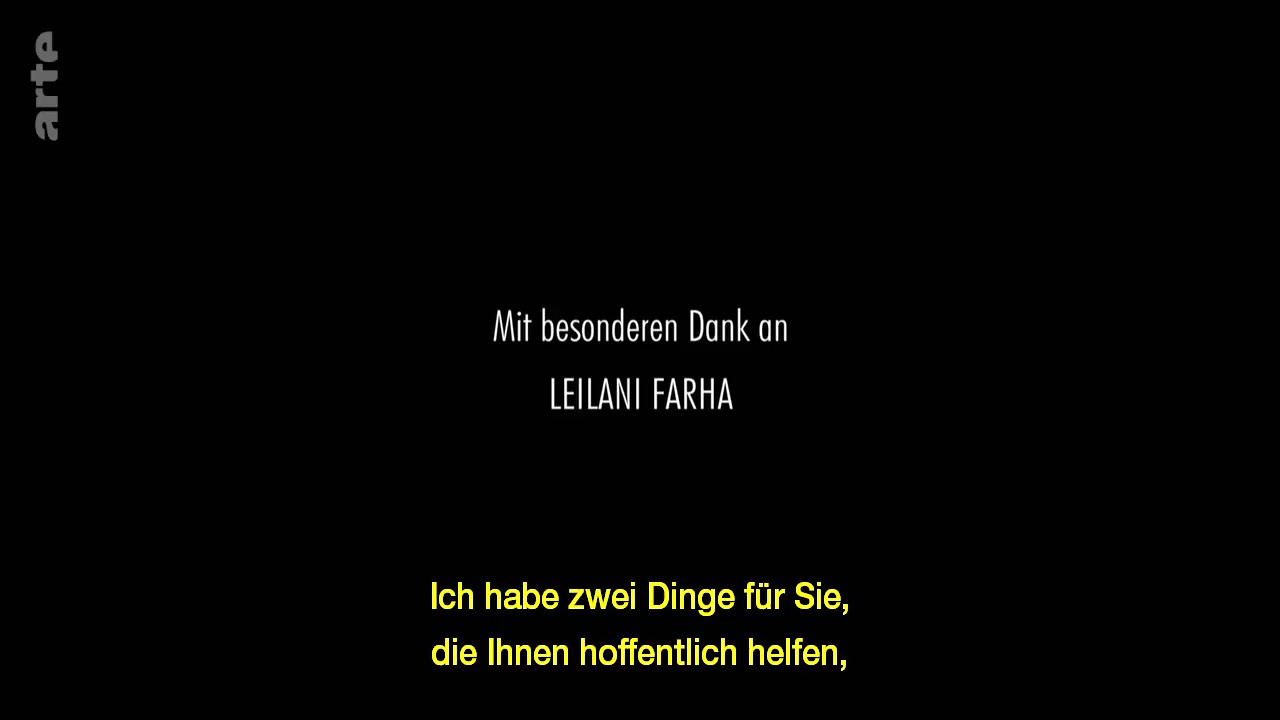 arte
Mit besonderen Dank an
LEILANI FARHA
Ich habe zwei Dinge für Sie,
die Ihnen hoffentlich helfen,